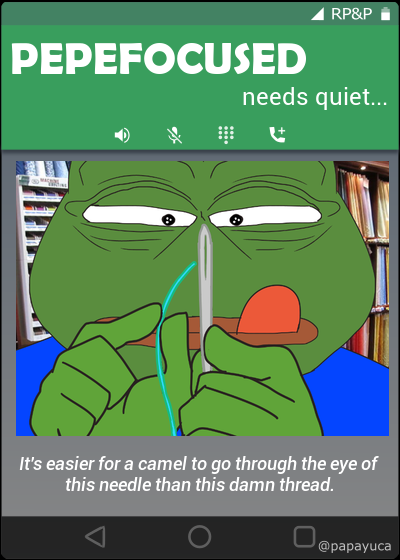 RP&P
PEPEFOCUSED
needs quiet...
It's easier for a camel to go through the eye of
this needle than this damn thread.
@papayuca